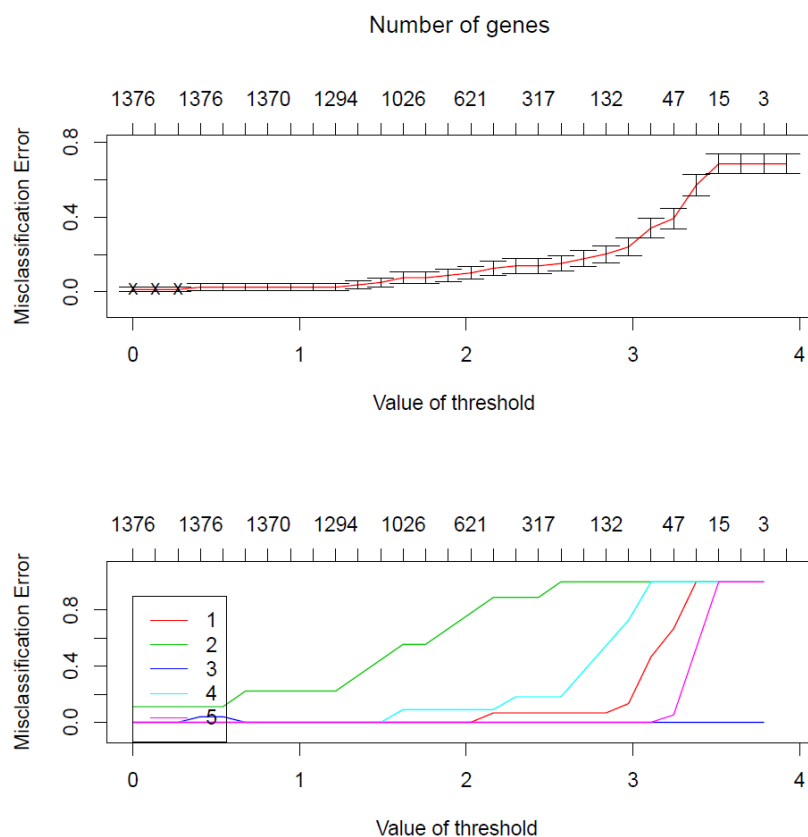 Number of genes
1376 1376 1370 1294 1026 621 317 132 47 15 3
0.8
0.4
0.0
Misclassification Error
X X X
0 1 2 3 4
Value of threshold
1376 1376 1370 1294 1026 621 317 132 47 15 3
0.8
0.4
0.0
Misclassification Error
1
2
3
4
5
0 1 2 3 4
Value of threshold